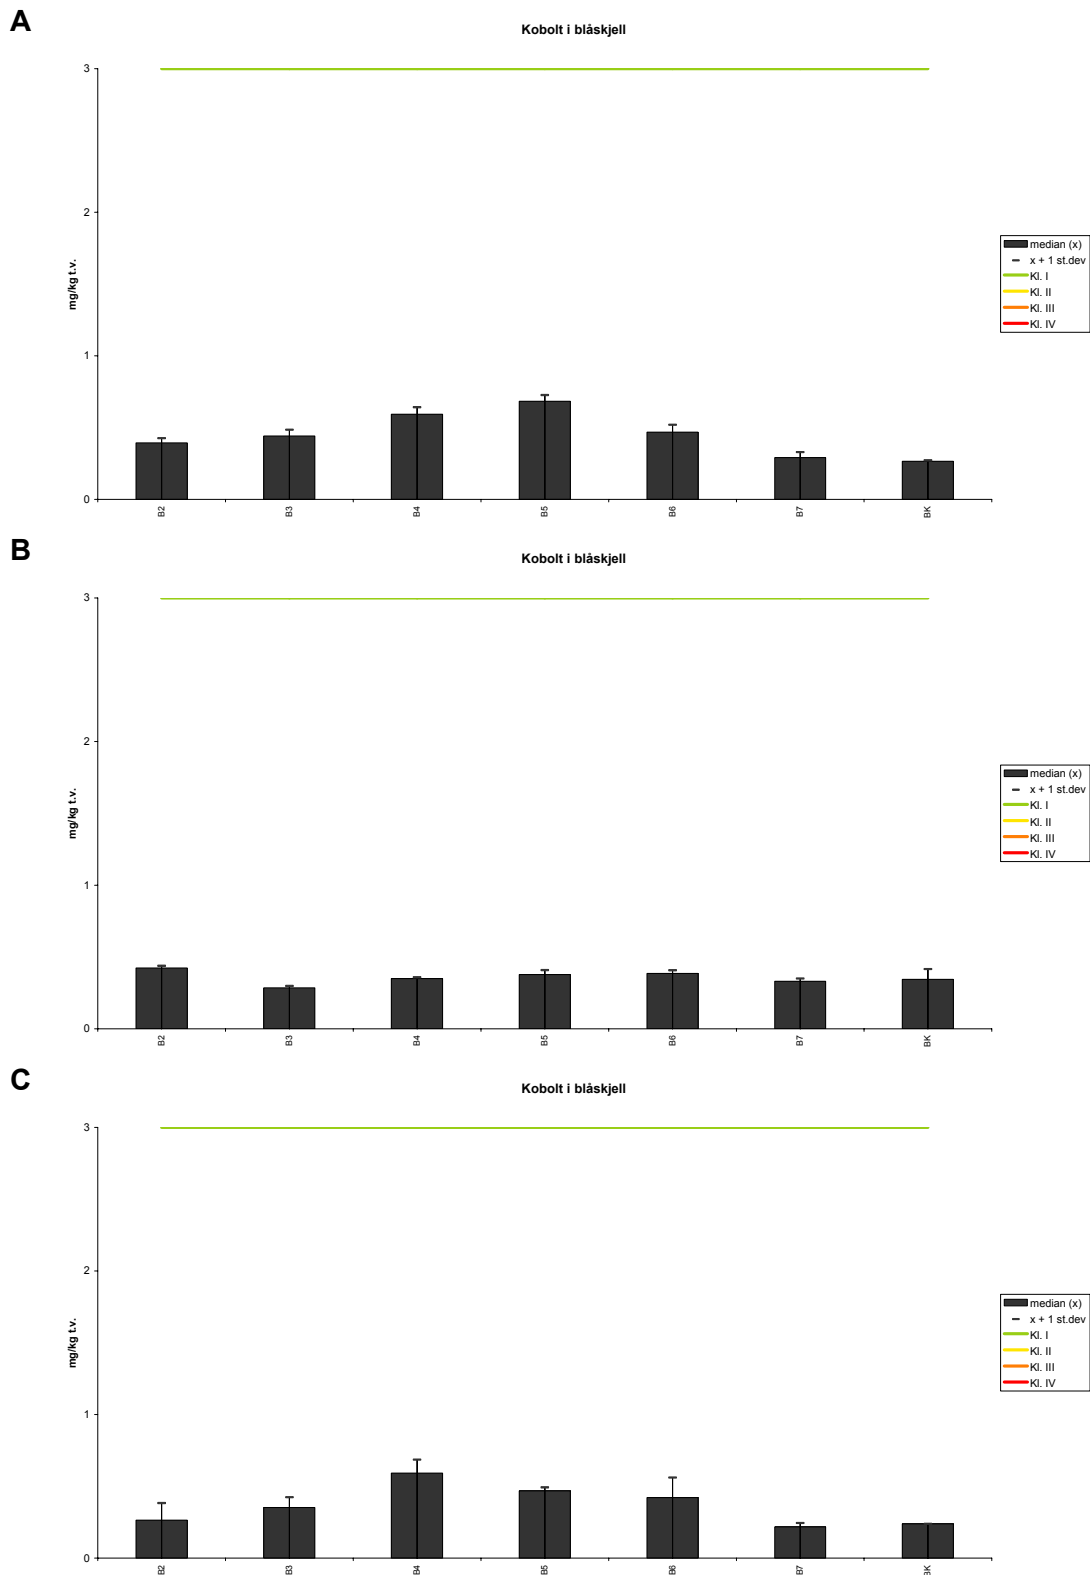 A
Kobolt i blåskjell
3
2
1
0
mg/kg t.v.
B2
B3
B4
B5
B6
B7
BK
median (x)
x + 1 st.dev
Kl. I
Kl. II
Kl. III
Kl. IV
B
Kobolt i blåskjell
3
2
1
0
mg/kg t.v.
B2
B3
B4
B5
B6
B7
BK
median (x)
x + 1 st.dev
Kl. I
Kl. II
Kl. III
Kl. IV
C
Kobolt i blåskjell
3
2
1
0
mg/kg t.v.
B2
B3
B4
B5
B6
B7
BK
median (x)
x + 1 st.dev
Kl. I
Kl. II
Kl. III
Kl. IV